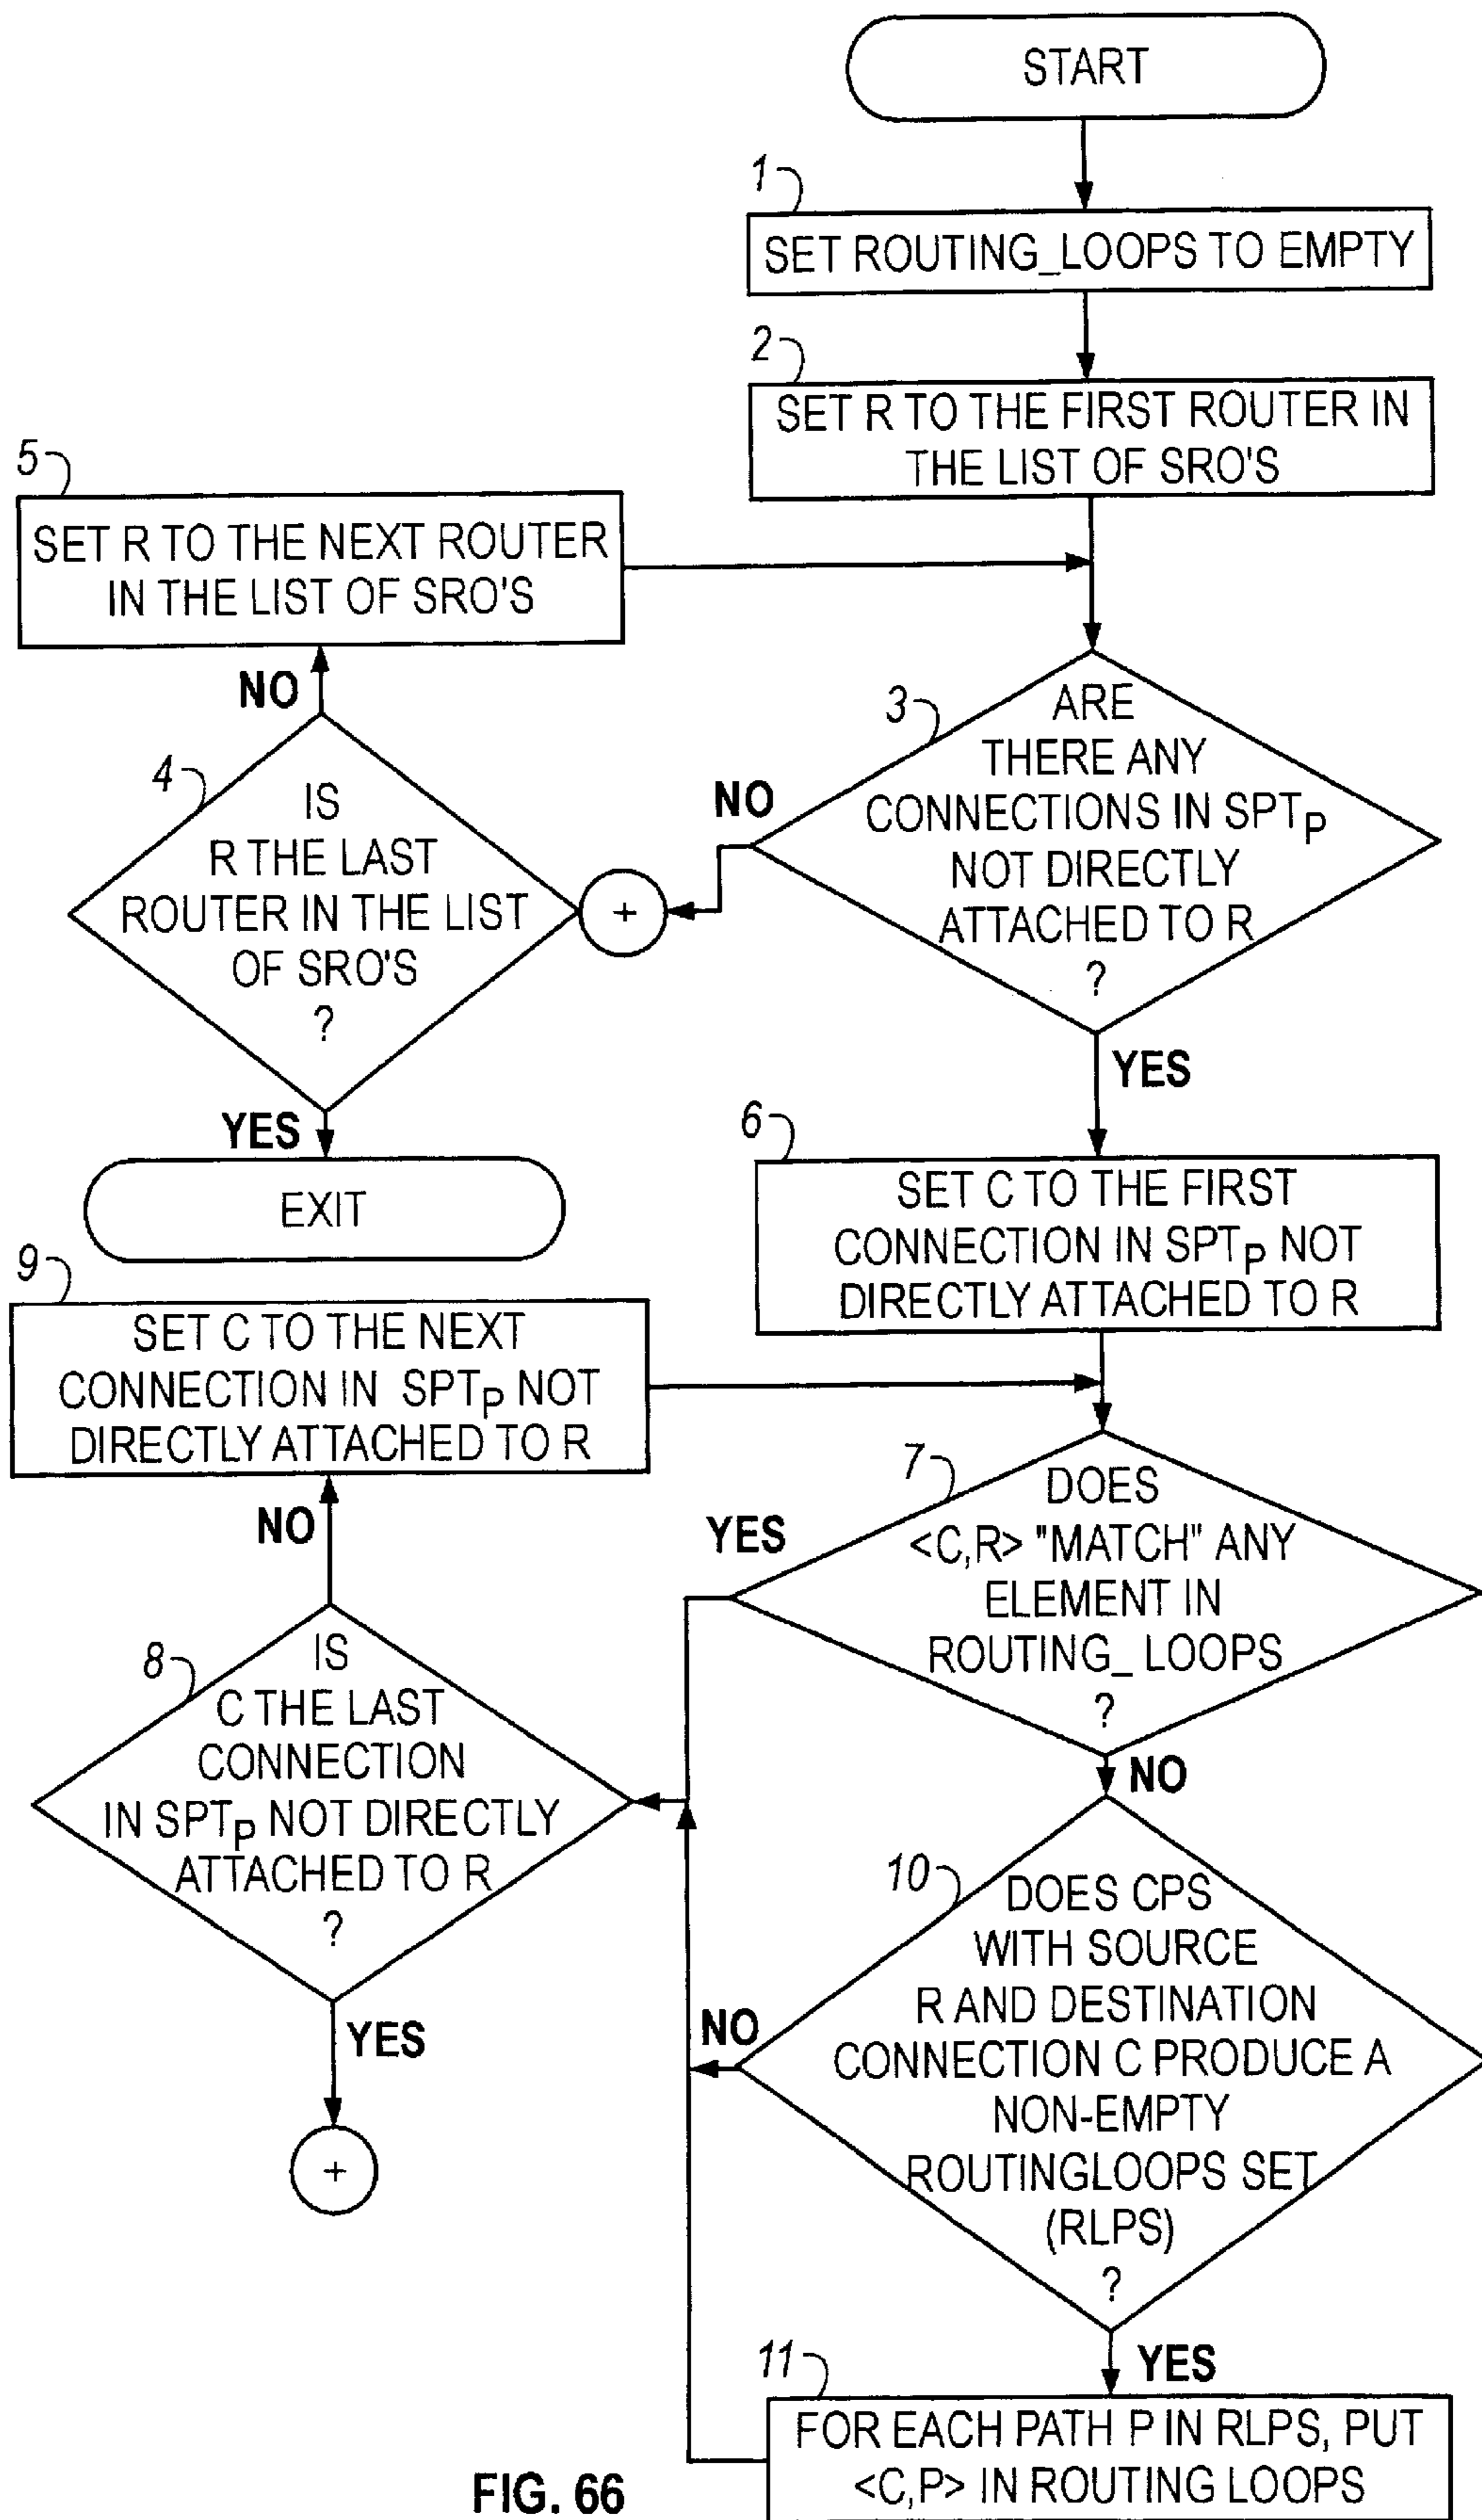 START
1
SET ROUTING_LOOPS TO EMPTY
2
SET R TO THE FIRST ROUTER IN
THE LIST OF SRO'S
5
SET R TO THE NEXT ROUTER
IN THE LIST OF SRO'S
NO
4
IS
R THE LAST
ROUTER IN THE LIST
OF SRO'S
?
+
NO
3
ARE
THERE ANY
CONNECTIONS IN SPTP
NOT DIRECTLY
ATTACHED TO R
?
YES
YES
EXIT
6
SET C TO THE FIRST
CONNECTION IN SPTP NOT
DIRECTLY ATTACHED TO R
9
SET C TO THE NEXT
CONNECTION IN SPTP NOT
DIRECTLY ATTACHED TO R
NO
7
YES
DOES
<C,R> "MATCH" ANY
ELEMENT IN
ROUTING_ LOOPS
?
NO
8
IS
C THE LAST
CONNECTION
IN SPTP NOT DIRECTLY
ATTACHED TO R
?
YES
+
10
DOES CPS
WITH SOURCE
R AND DESTINATION
CONNECTION C PRODUCE A
NON-EMPTY
ROUTINGLOOPS SET
(RLPS)
?
NO
YES
11
FOR EACH PATH P IN RLPS, PUT
<C,P> IN ROUTING LOOPS
FIG. 66